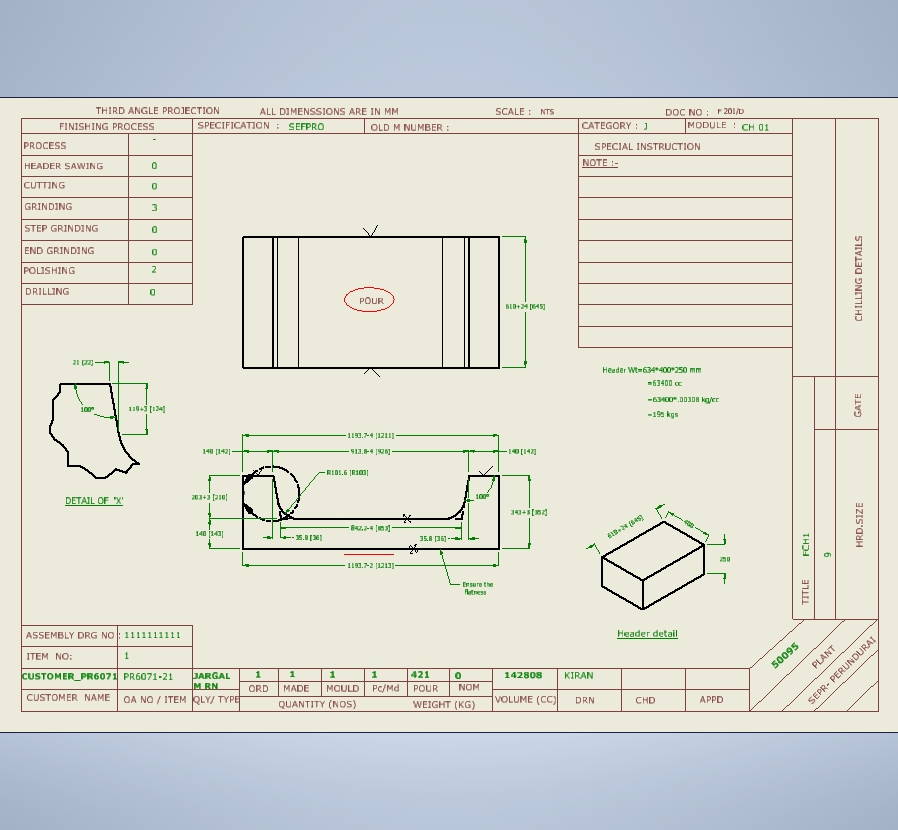 THIRD ANGLE PROJECTION ALL DIMENSSIONS ARE IN MM SCALE : NTS DOC NO : F 201/D
FINISHING PROCESS SPECIFICATION : SEFPRO OLD M NUMBER : CATEGORY : J MODULE : CH 01
PROCESS -
HEADER SAWING 0
CUTTING 0
GRINDING 3
STEP GRINDING 0
END GRINDING 0
POLISHING 2
DRILLING 0
SPECIAL INSTRUCTION
NOTE :-
CHILLING DETAILS
GATE
HRD.SIZE
9
TITLE FCH1
POUR
610+24 [645]
21 [22]
100°
119+3 [124]
DETAIL OF "X"
Header Wt=634*400*250 mm
=63400 cc
=63400*.00308 kg/cc
=195 kgs
1193.7-4 [1211]
140 [142] 913.8-4 [926] 140 [142]
R101.6 [R103]
100°
203+3 [210]
343+3 [352]
842.2-4 [853]
140 [143]
35.8 [36] 35.8 [36]
1193.7-2 [1213]
Ensure the
flatness
610+24 [645]
400
250
Header detail
ASSEMBLY DRG NO : 1111111111
ITEM NO: 1
CUSTOMER_PR6071 PR6071-21 JARGAL
M RN
1 1 1 1 421 0 142808 KIRAN
ORD MADE MOULD Pc/Md POUR NOM
CUSTOMER NAME OA NO / ITEM QLY/ TYPE QUANTITY (NOS) WEIGHT (KG) VOLUME (CC) DRN CHD APPD
50095
PLANT
SEPR- PERUNDURAI